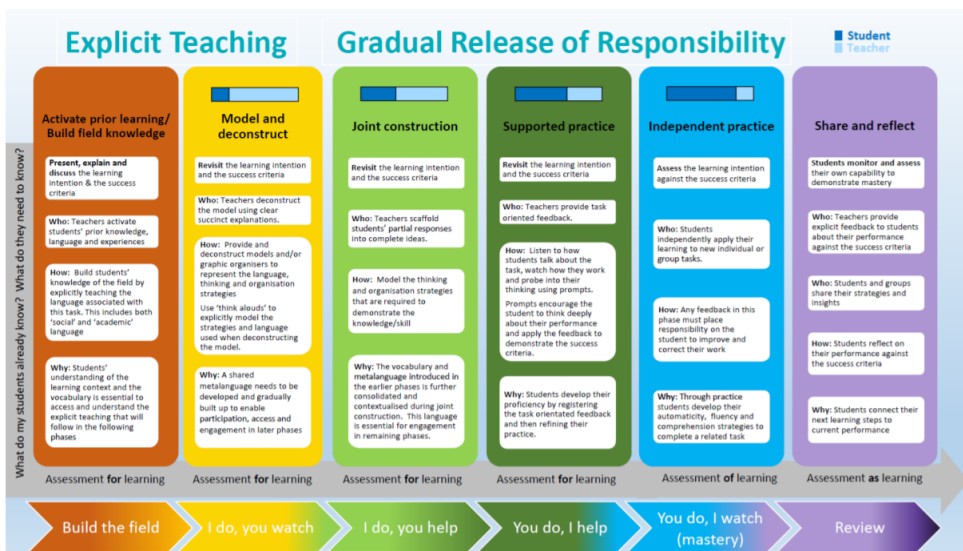 Explicit Teaching
Gradual Release of Responsibility
Student
Teacher
What do my students already know? What do they need to know?
Activate prior learning/
Build field knowledge
Present, explain and
discuss the learning
intention & the success
criteria
Who: Teachers activate
students' prior knowledge,
language and experiences
How: Build students'
knowledge of the field by
explicitly teaching the
language associated with
this task. This includes both
'social' and 'academic'
language
Why: Students'
understanding of the
learning context and the
vocabulary is essential to
access and understand the
explicit teaching that will
follow in the following
phases
Assessment for learning
Build the field
Model and
deconstruct
Revisit the learning intention
and the success criteria
Who: Teachers deconstruct
the model using clear
succinct explanations.
How: Provide and
deconstruct models and/or
graphic organisers to
represent the language,
thinking and organisation
strategies
Use 'think alouds' to
explicitly model the
strategies and language
used when deconstructing
the model.
Why: A shared
metalanguage needs to be
developed and gradually
built up to enable
participation, access and
engagement in later phases
Assessment for learning
I do, you watch
Joint construction
Revisit the learning intention
and the success criteria
Who: Teachers scaffold
students' partial responses
into complete ideas.
How: Model the thinking
and organisation strategies
that are required to
demonstrate the
knowledge/skill
Why: The vocabulary and
metalanguage introduced in
the earlier phases is further
consolidated and
contextualised during joint
construction. This language
is essential for engagement
in remaining phases.
Assessment for learning
I do, you help
Supported practice
Revisit the learning intention
and the success criteria
Who: Teachers provide task
oriented feedback.
How: Listen to how
students talk about the
task, watch how they work
and probe into their
thinking using prompts.
Prompts encourage the
student to think deeply
about their performance
and apply the feedback to
demonstrate the success
criteria.
Why: Students develop their
proficiency by registering
the task orientated feedback
and then refining their
practice.
Assessment for learning
You do, I help
Independent practice
Assess the learning intention
against the success criteria
Who: Students
independently apply their
learning to new individual or
group tasks.
How: Any feedback in this
phase must place
responsibility on the
student to improve and
correct their work
Why: Through practice
students develop their
automaticity, fluency and
comprehension strategies to
complete a related task
Assessment of learning
You do, I watch
(mastery)
Share and reflect
Students monitor and assess
their own capability to
demonstrate mastery
Who: Teachers provide
explicit feedback to students
about their performance
against the success criteria
Who: Students and groups
share their strategies and
insights
How: Students reflect on
their performance against
the success criteria
Why: Students connect their
next learning steps to
current performance
Assessment as learning
Review